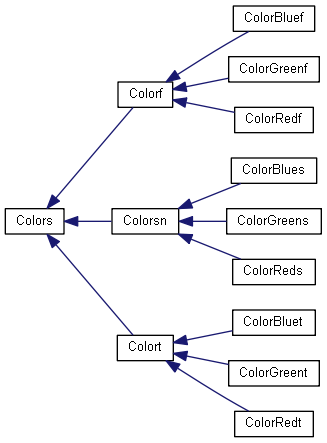 ColorBluef
ColorGreenf
Colorf
ColorRedf
ColorBlues
Colors
Colorsn
ColorGreens
ColorReds
ColorBluet
Colort
ColorGreent
ColorRedt